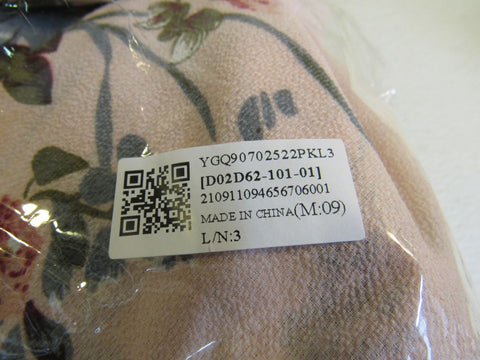 YGQ90702522PKL3
[D02D62-101-01]
210911094656706001
MADE IN CHINA(M:09)
L/N:3